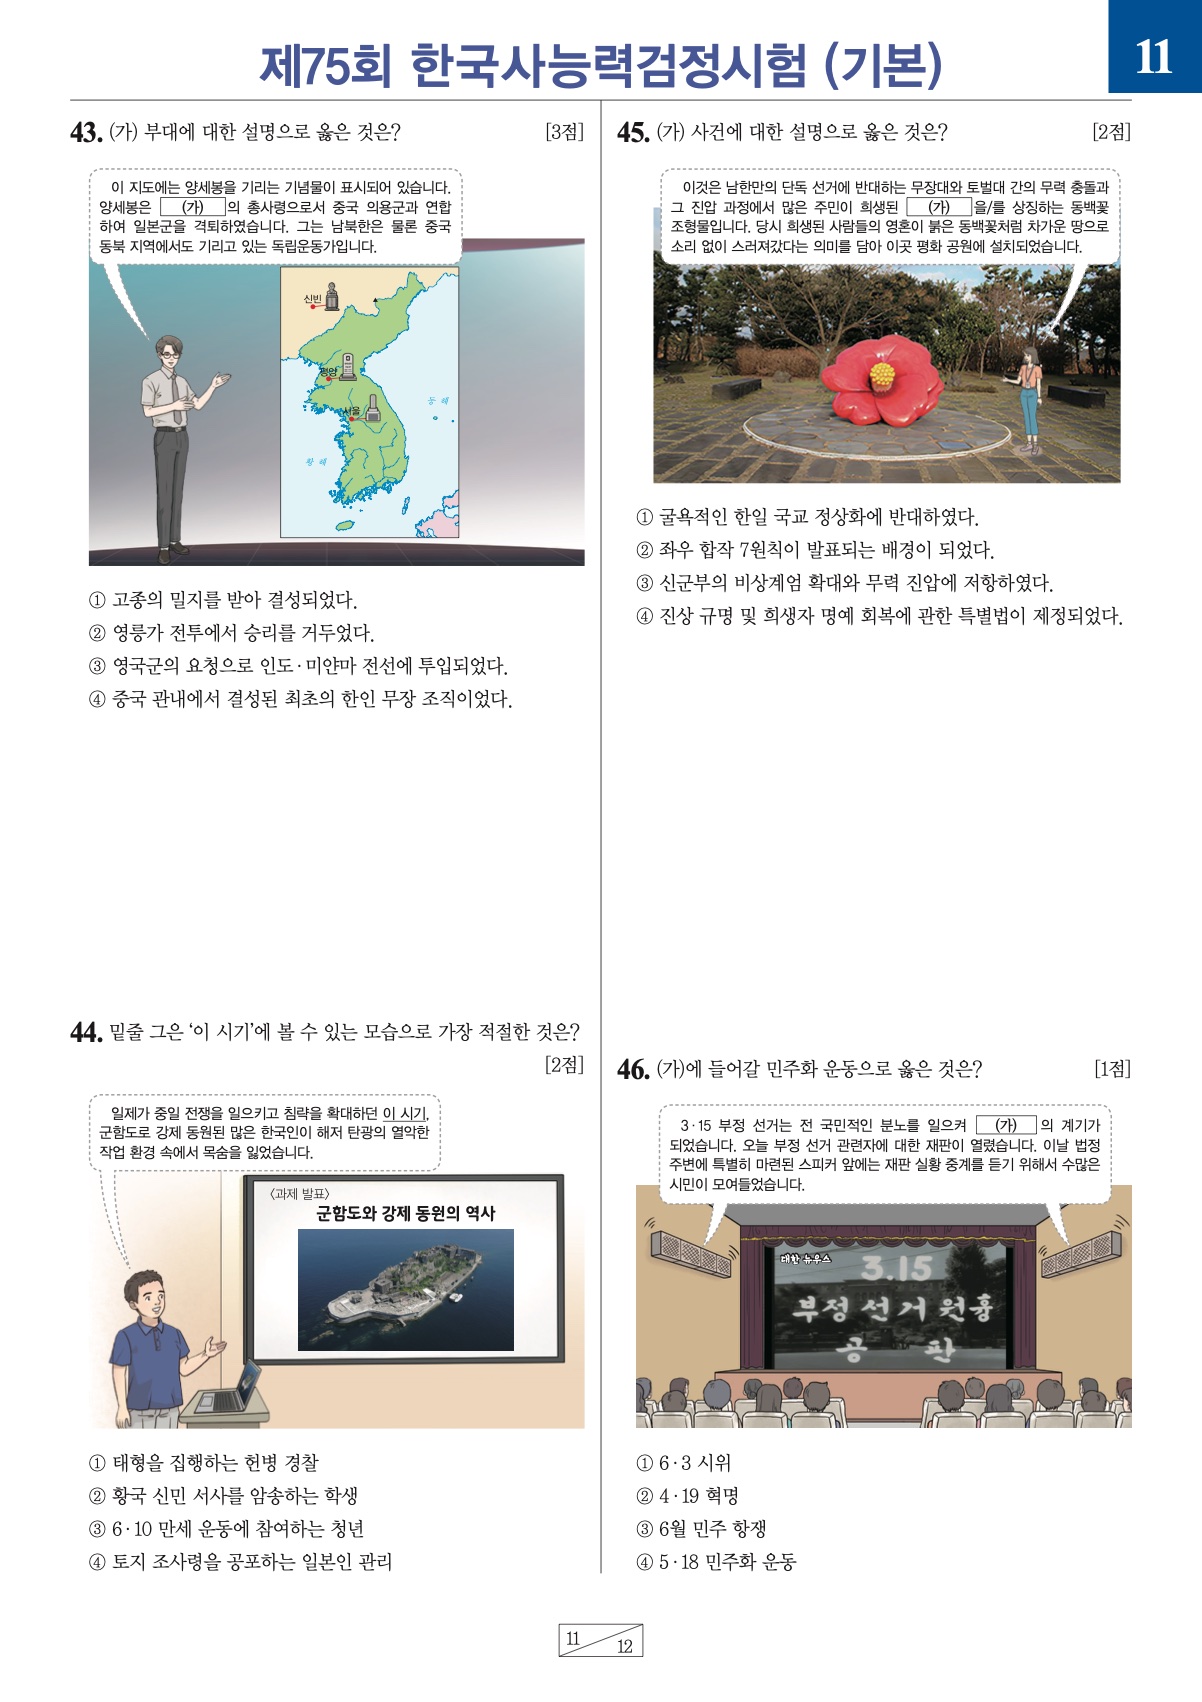 제75회 한국사능력검정시험 (기본)
11
43. (가) 부대에 대한 설명으로 옳은 것은? [3점]
이 지도에는 양세봉을 기리는 기념물이 표시되어 있습니다.
양세봉은 (가) 의 총사령으로서 중국 의용군과 연합
하여 일본군을 격퇴하였습니다. 그는 남북한은 물론 중국
동북 지역에서도 기리고 있는 독립운동가입니다.
신빈
평양
서울
동해
황해
① 고종의 밀지를 받아 결성되었다.
② 영릉가 전투에서 승리를 거두었다.
③ 영국군의 요청으로 인도·미얀마 전선에 투입되었다.
④ 중국 관내에서 결성된 최초의 한인 무장 조직이었다.
44. 밑줄 그은 ‘이 시기’에 볼 수 있는 모습으로 가장 적절한 것은?
[2점]
일제가 중일 전쟁을 일으키고 침략을 확대하던 이 시기,
군함도로 강제 동원된 많은 한국인이 해저 탄광의 열악한
작업 환경 속에서 목숨을 잃었습니다.
〈과제 발표〉
군함도와 강제 동원의 역사
① 태형을 집행하는 헌병 경찰
② 황국 신민 서사를 암송하는 학생
③ 6·10 만세 운동에 참여하는 청년
④ 토지 조사령을 공포하는 일본인 관리
45. (가) 사건에 대한 설명으로 옳은 것은? [2점]
이것은 남한만의 단독 선거에 반대하는 무장대와 토벌대 간의 무력 충돌과
그 진압 과정에서 많은 주민이 희생된 (가) 을/를 상징하는 동백꽃
조형물입니다. 당시 희생된 사람들의 영혼이 붉은 동백꽃처럼 차가운 땅으로
소리 없이 스러져갔다는 의미를 담아 이곳 평화 공원에 설치되었습니다.
① 굴욕적인 한일 국교 정상화에 반대하였다.
② 좌우 합작 7원칙이 발표되는 배경이 되었다.
③ 신군부의 비상계엄 확대와 무력 진압에 저항하였다.
④ 진상 규명 및 희생자 명예 회복에 관한 특별법이 제정되었다.
46. (가)에 들어갈 민주화 운동으로 옳은 것은? [1점]
3·15 부정 선거는 전 국민적인 분노를 일으켜 (가) 의 계기가
되었습니다. 오늘 부정 선거 관련자에 대한 재판이 열렸습니다. 이날 법정
주변에 특별히 마련된 스피커 앞에는 재판 실황 중계를 듣기 위해서 수많은
시민이 모여들었습니다.
대한 뉴우스
3.15
부정 선거 원흉
공 판
① 6·3 시위
② 4·19 혁명
③ 6월 민주 항쟁
④ 5·18 민주화 운동
11
12